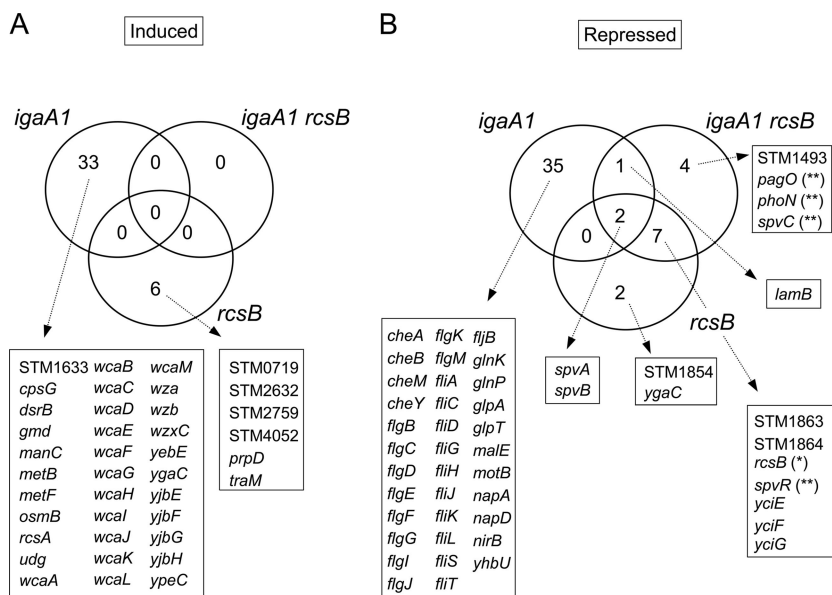 A
Induced
igaA1
igaA1 rcsB
33
0
0
0
0
0
6
rcsB
STM1633 wcaB wcaM
cpsG wcaC wza
dsrB wcaD wzb
gmd wcaE wzxC
manC wcaF yebE
metB wcaG ygaC
metF wcaH yjbE
osmB wcaI yjbF
rcsA wcaJ yjbG
udg wcaK yjbH
wcaA wcaL ypeC
STM0719
STM2632
STM2759
STM4052
prpD
traM
B
Repressed
igaA1
igaA1 rcsB
35
1
4
2
0
7
2
rcsB
STM1493
pagO (**)
phoN (**)
spvC (**)
lamB
cheA flgK fljB
cheB flgM glnK
cheM fliA glnP
cheY fliC glpA
flgB fliD glpT
flgC fliG malE
flgD fliH motB
flgE fliJ napA
flgF fliK napD
flgG fliL nirB
flgI fliS yhbU
flgJ fliT
spvA
spvB
STM1854
ygaC
STM1863
STM1864
rcsB (*)
spvR (**)
yciE
yciF
yciG